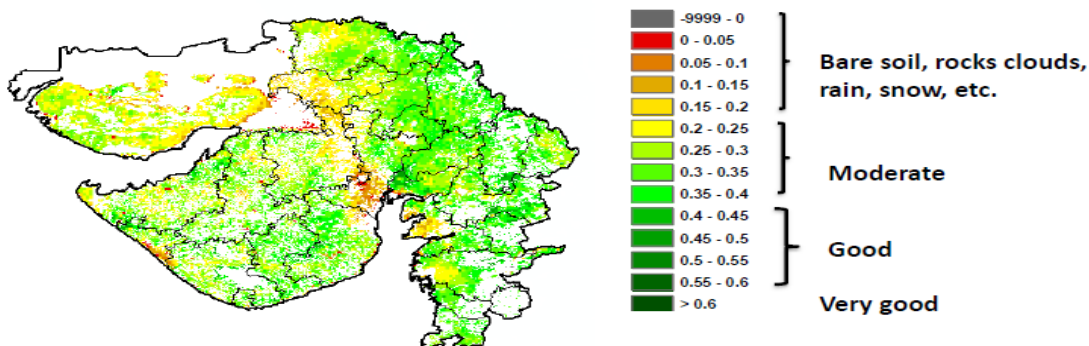 -9999 - 0
0 - 0.05
0.05 - 0.1
0.1 - 0.15
0.15 - 0.2
0.2 - 0.25
0.25 - 0.3
0.3 - 0.35
0.35 - 0.4
0.4 - 0.45
0.45 - 0.5
0.5 - 0.55
0.55 - 0.6
> 0.6
Bare soil, rocks clouds,
rain, snow, etc.
Moderate
Good
Very good